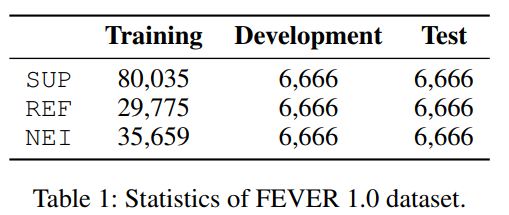 Training Development Test
SUP 80,035 6,666 6,666
REF 29,775 6,666 6,666
NEI 35,659 6,666 6,666
Table 1: Statistics of FEVER 1.0 dataset.